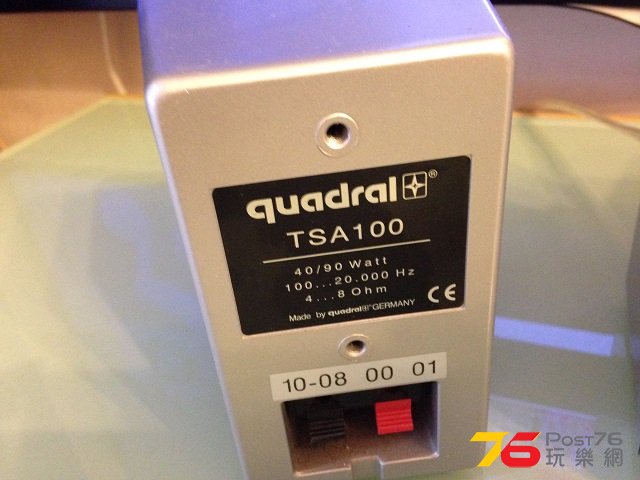 quadral ®
TSA100
40/90 Watt
100...20.000 Hz
4...8 Ohm
Made by quadral GERMANY
CE
10-08 00 01
76 POST76
玩樂網